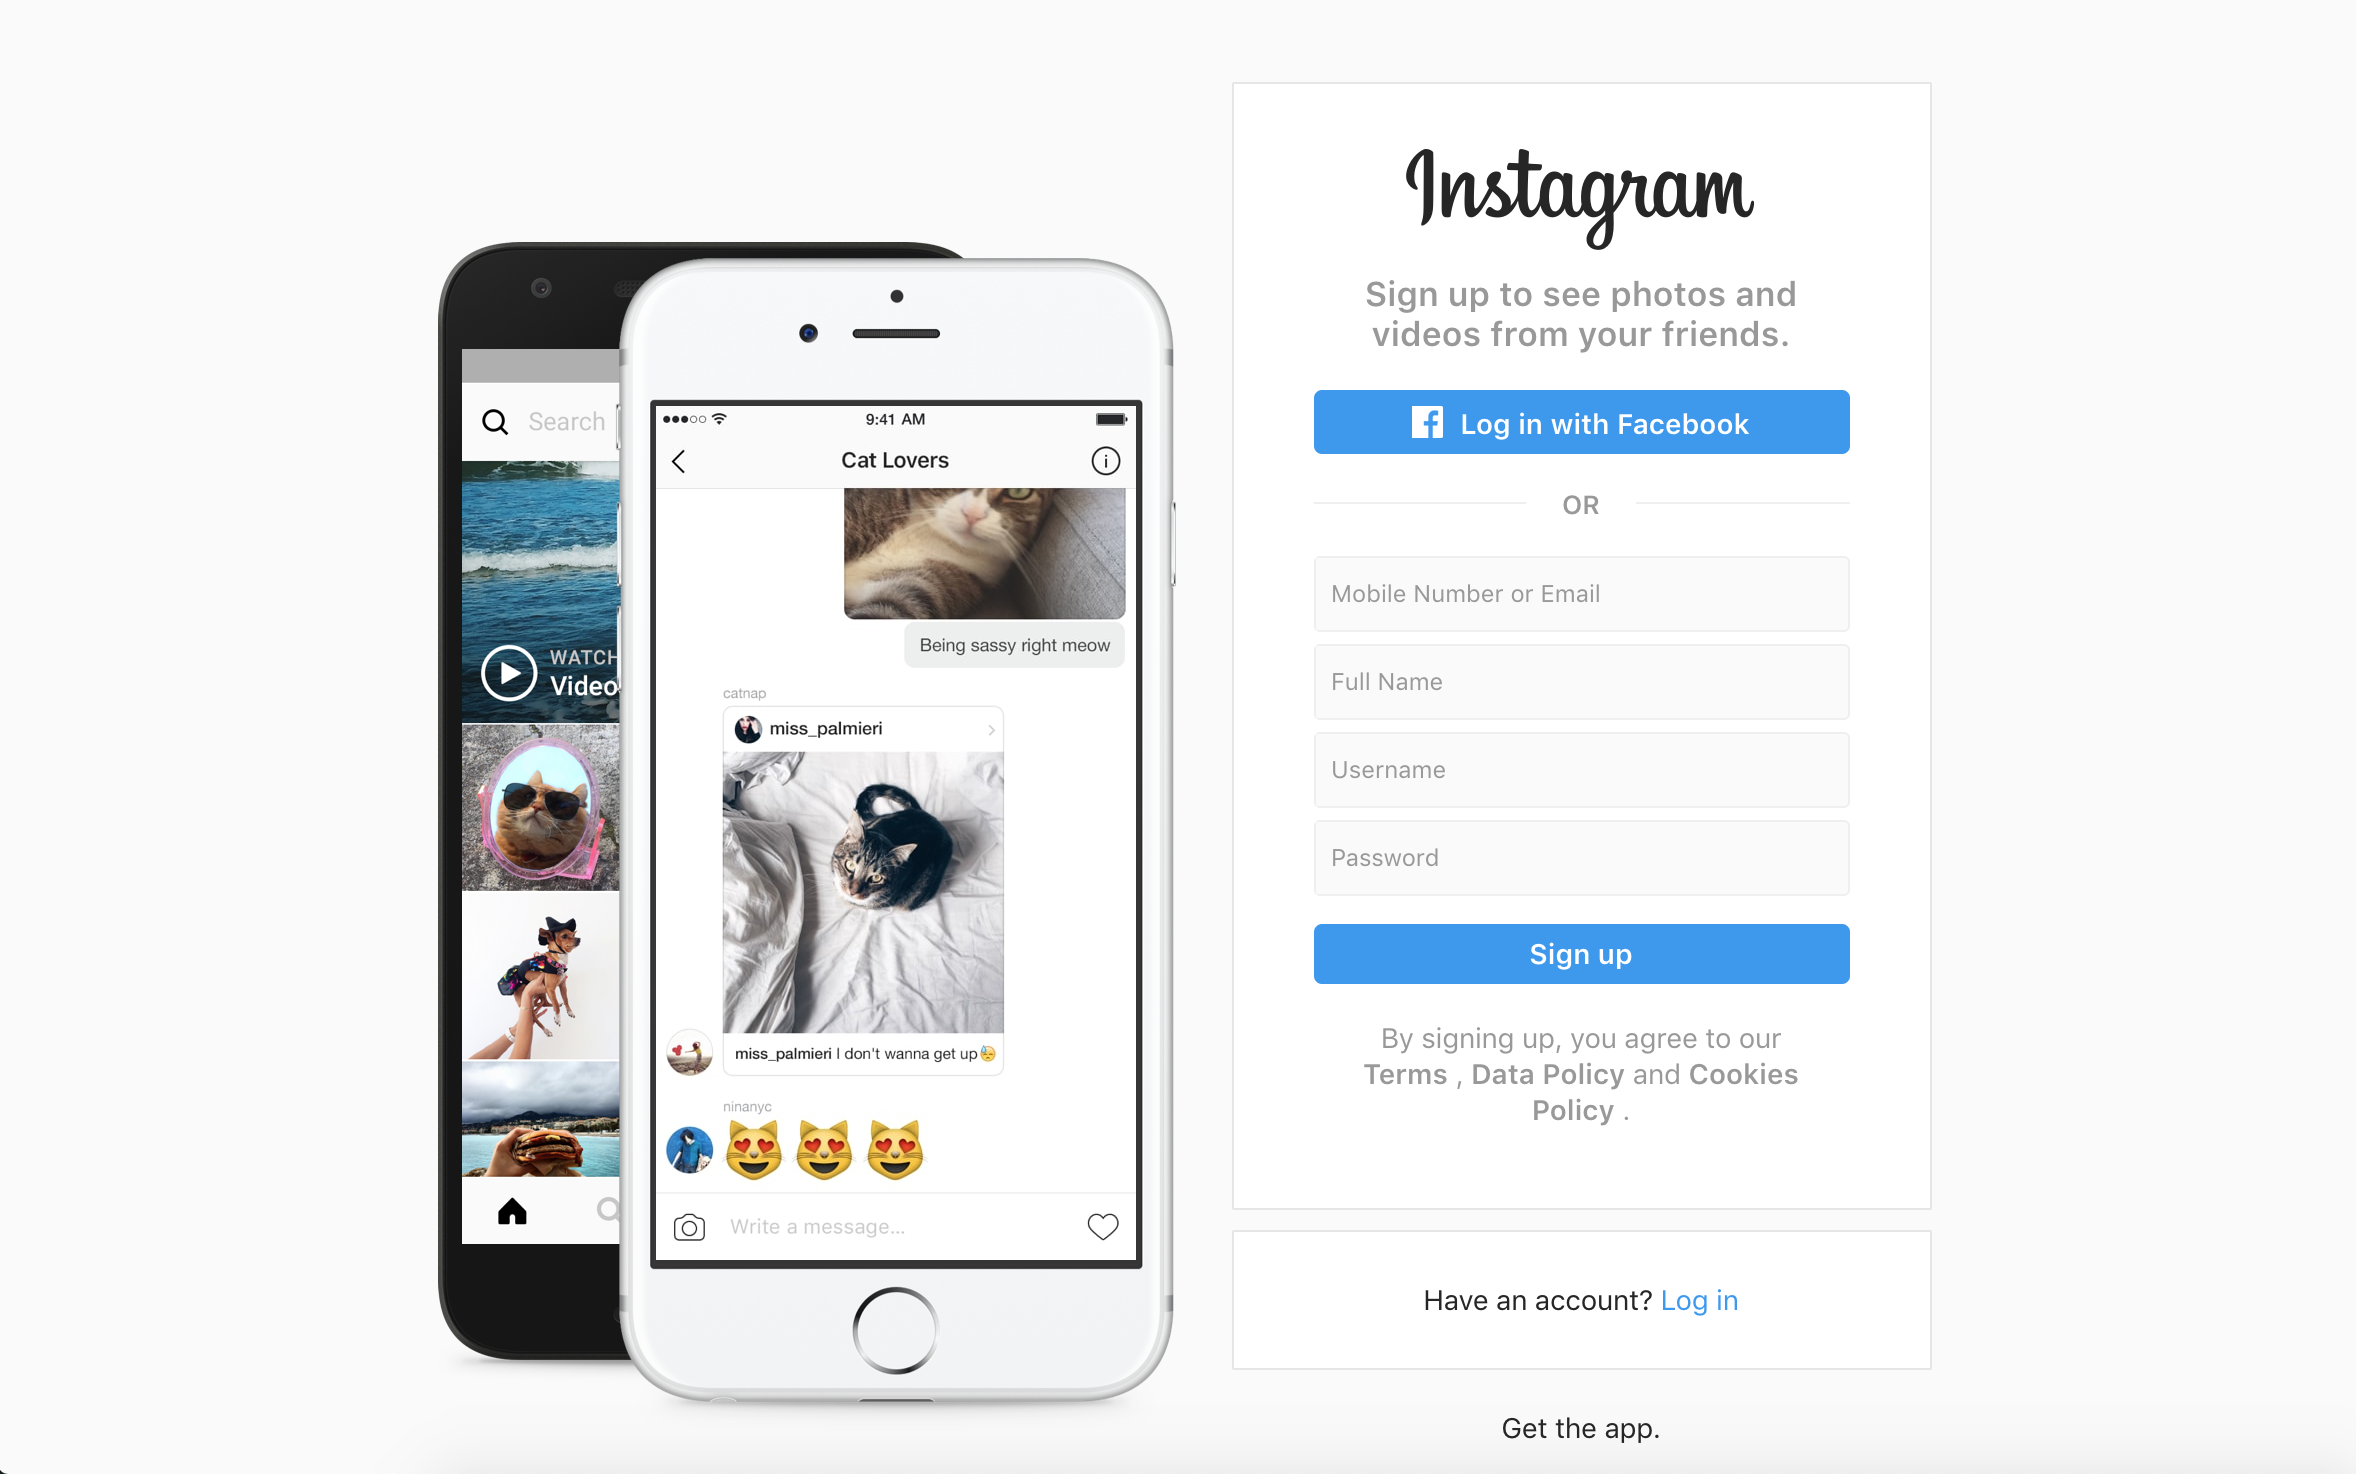 Search
WATCH
Video
9:41 AM
Cat Lovers
Being sassy right meow
catnap
miss_palmieri
miss_palmieri I don't wanna get up😓
ninanyc
😻 😻 😻
Write a message...
Instagram
Sign up to see photos and
videos from your friends.
Log in with Facebook
OR
Mobile Number or Email
Full Name
Username
Password
Sign up
By signing up, you agree to our
Terms , Data Policy and Cookies
Policy .
Have an account? Log in
Get the app.